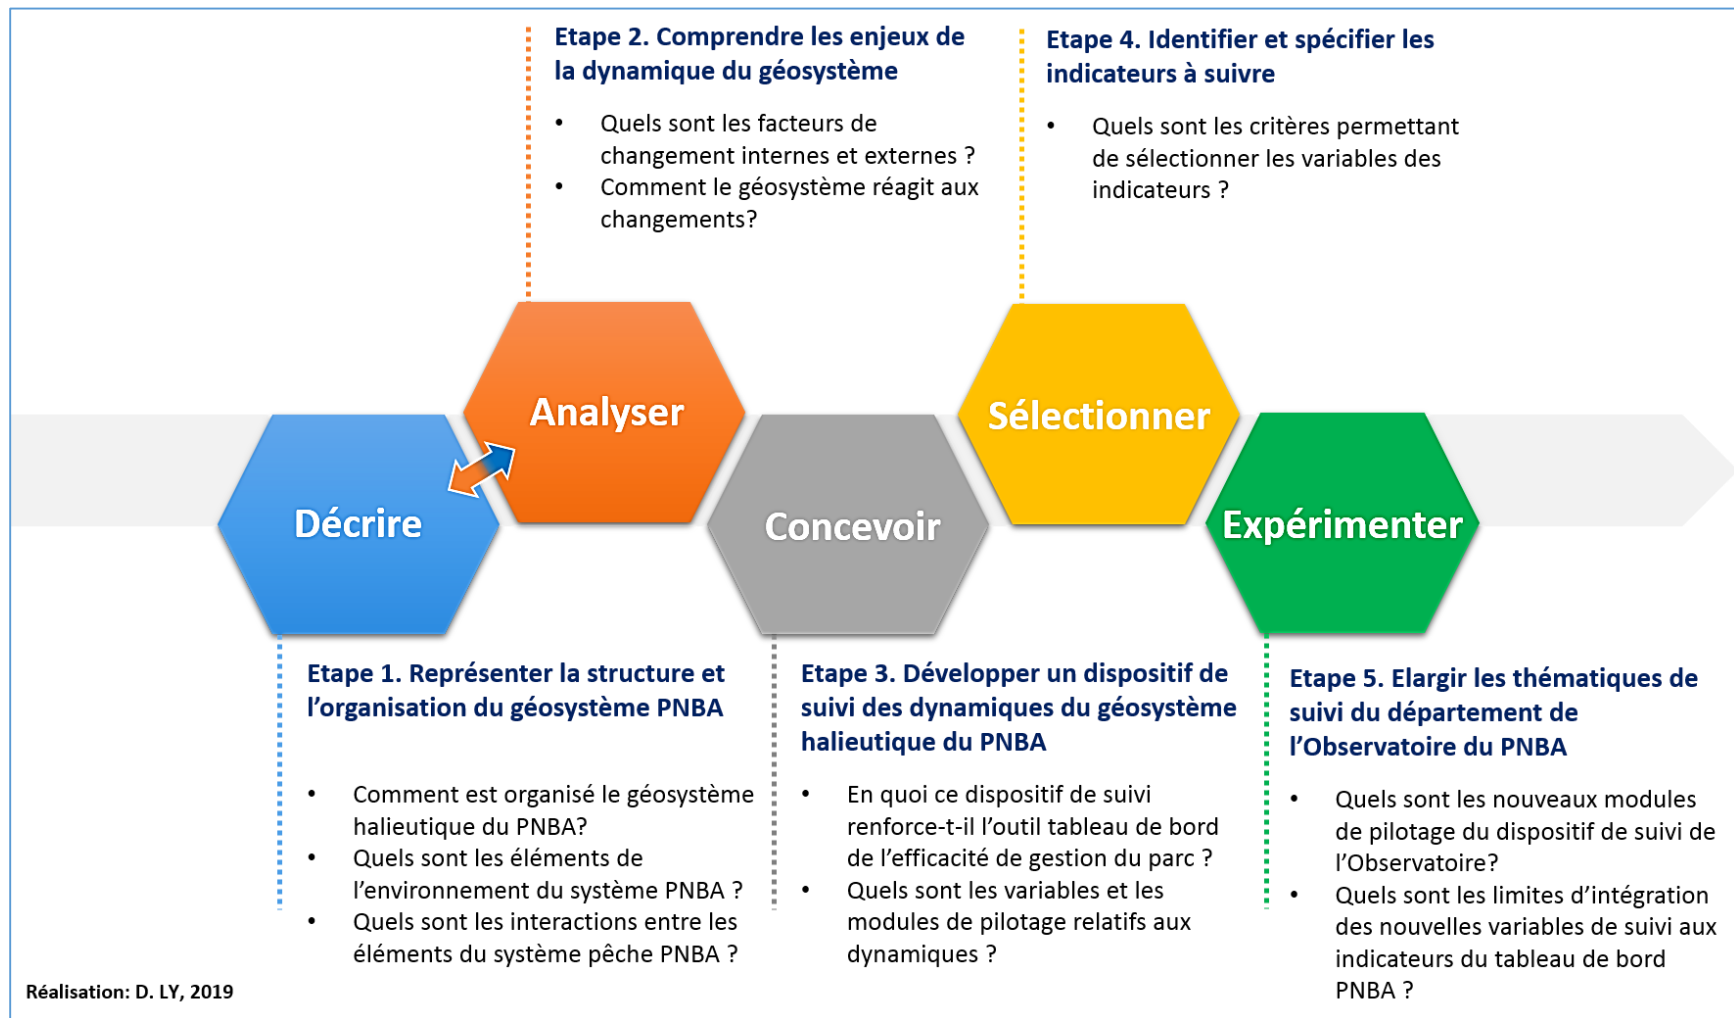 Etape 2. Comprendre les enjeux de
la dynamique du géosystème
• Quels sont les facteurs de
changement internes et externes ?
• Comment le géosystème réagit aux
changements?
Etape 4. Identifier et spécifier les
indicateurs à suivre
• Quels sont les critères permettant
de sélectionner les variables des
indicateurs ?
Décrire
Analyser
Concevoir
Sélectionner
Expérimenter
Etape 1. Représenter la structure et
l’organisation du géosystème PNBA
• Comment est organisé le géosystème
halieutique du PNBA?
• Quels sont les éléments de
l’environnement du système PNBA ?
• Quels sont les interactions entre les
éléments du système pêche PNBA ?
Etape 3. Développer un dispositif de
suivi des dynamiques du géosystème
halieutique du PNBA
• En quoi ce dispositif de suivi
renforce-t-il l’outil tableau de bord
de l’efficacité de gestion du parc ?
• Quels sont les variables et les
modules de pilotage relatifs aux
dynamiques ?
Etape 5. Elargir les thématiques de
suivi du département de
l’Observatoire du PNBA
• Quels sont les nouveaux modules
de pilotage du dispositif de suivi de
l’Observatoire?
• Quels sont les limites d’intégration
des nouvelles variables de suivi aux
indicateurs du tableau de bord
PNBA ?
Réalisation: D. LY, 2019